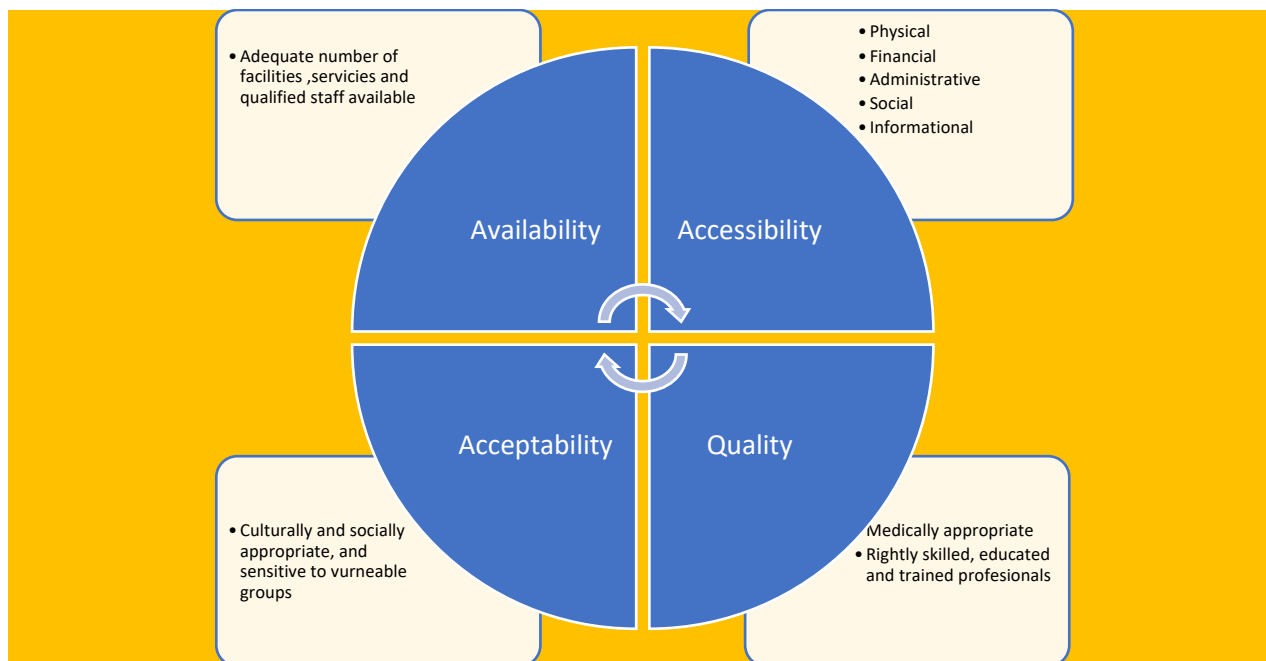 • Adequate number of
facilities ,servicies and
qualified staff available
• Physical
• Financial
• Administrative
• Social
• Informational
Availability
Accessibility
Acceptability
Quality
• Culturally and socially
appropriate, and
sensitive to vurneable
groups
Medically appropriate
• Rightly skilled, educated
and trained profesionals